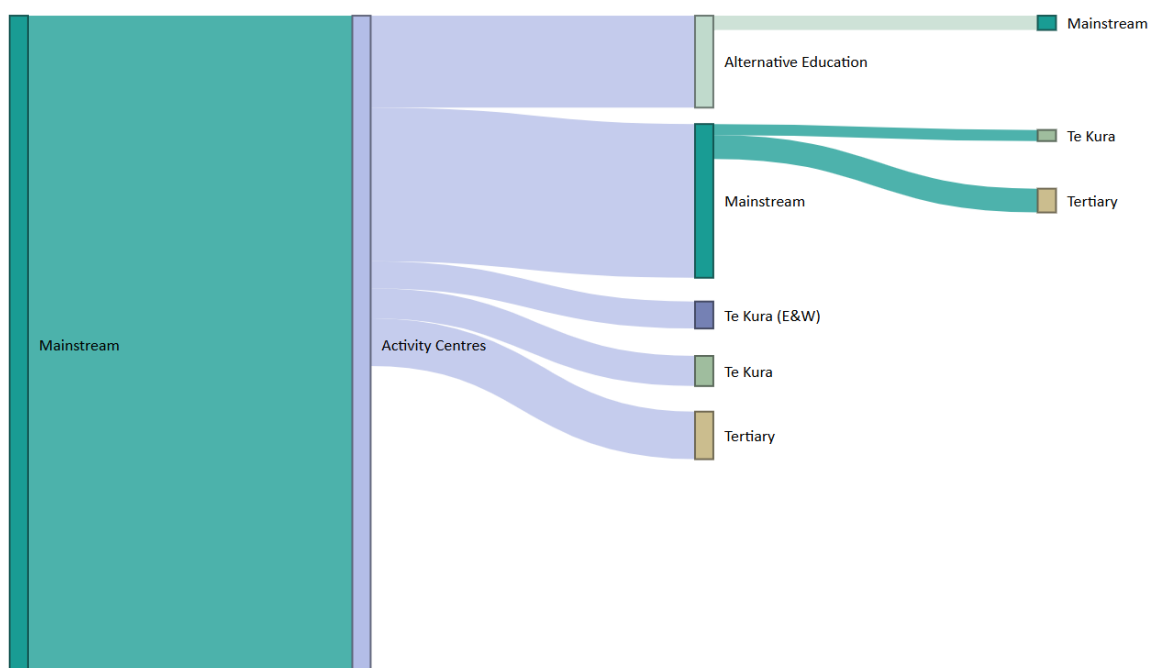 Mainstream
Activity Centres
Alternative Education
Mainstream
Te Kura (E&W)
Te Kura
Tertiary
Mainstream
Te Kura
Tertiary